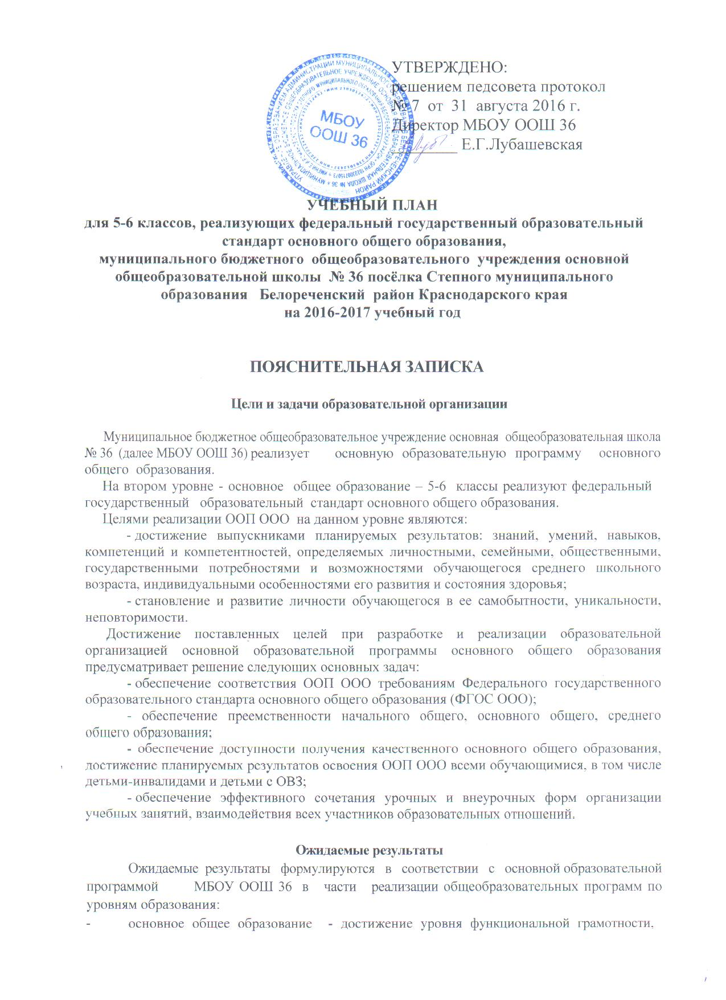 УТВЕРЖДЕНО:
решением педсовета протокол
№ 7 от 31 августа 2016 г.
Директор МБОУ ООШ 36
________ Е.Г.Лубашевская
МБОУ
ООШ 36
УЧЕБНЫЙ ПЛАН
для 5-6 классов, реализующих федеральный государственный образовательный
стандарт основного общего образования,
муниципального бюджетного общеобразовательного учреждения основной
общеобразовательной школы № 36 посёлка Степного муниципального
образования Белореченский район Краснодарского края
на 2016-2017 учебный год
ПОЯСНИТЕЛЬНАЯ ЗАПИСКА
Цели и задачи образовательной организации
Муниципальное бюджетное общеобразовательное учреждение основная общеобразовательная школа
№ 36 (далее МБОУ ООШ 36) реализует основную образовательную программу основного
общего образования.
На втором уровне - основное общее образование – 5-6 классы реализуют федеральный
государственный образовательный стандарт основного общего образования.
Целями реализации ООП ООО на данном уровне являются:
- достижение выпускниками планируемых результатов: знаний, умений, навыков,
компетенций и компетентностей, определяемых личностными, семейными, общественными,
государственными потребностями и возможностями обучающегося среднего школьного
возраста, индивидуальными особенностями его развития и состояния здоровья;
- становление и развитие личности обучающегося в ее самобытности, уникальности,
неповторимости.
Достижение поставленных целей при разработке и реализации образовательной
организацией основной образовательной программы основного общего образования
предусматривает решение следующих основных задач:
- обеспечение соответствия ООП ООО требованиям Федерального государственного
образовательного стандарта основного общего образования (ФГОС ООО);
- обеспечение преемственности начального общего, основного общего, среднего
общего образования;
- обеспечение доступности получения качественного основного общего образования,
достижение планируемых результатов освоения ООП ООО всеми обучающимися, в том числе
детьми-инвалидами и детьми с ОВЗ;
- обеспечение эффективного сочетания урочных и внеурочных форм организации
учебных занятий, взаимодействия всех участников образовательных отношений.
Ожидаемые результаты
Ожидаемые результаты формулируются в соответствии с основной образовательной
программой МБОУ ООШ 36 в части реализации общеобразовательных программ по
уровням образования:
- основное общее образование - достижение уровня функциональной грамотности,